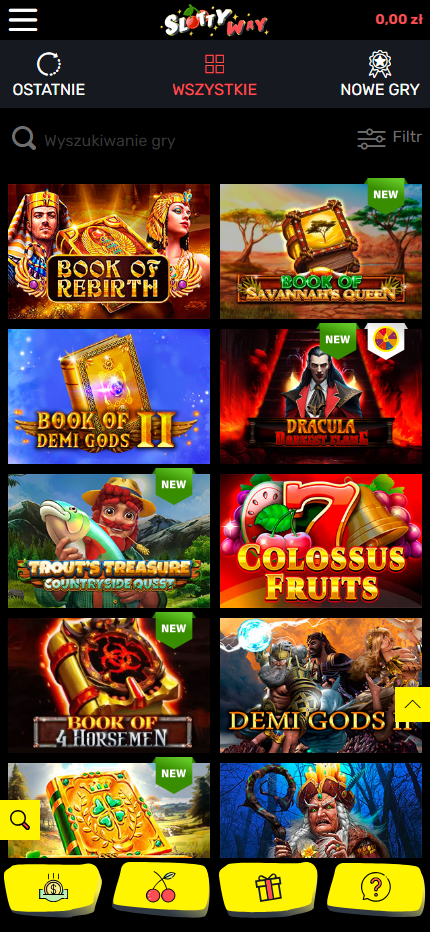 SLOTTY WAY
0,00 zł
OSTATNIE
WSZYSTKIE
NOWE GRY
Wyszukiwanie gry
Filtr
BOOK OF
REBIRTH
NEW
BOOK OF
SAVANNAH'S QUEEN
BOOK OF
DEMI GODS II
NEW
DRACULA
DARKEST FLAME
NEW
TROUT'S TREASURE
COUNTRYSIDE QUEST
7
COLOSSUS
FRUITS
NEW
BOOK OF
4 HORSEMEN
DEMI GODS II
NEW